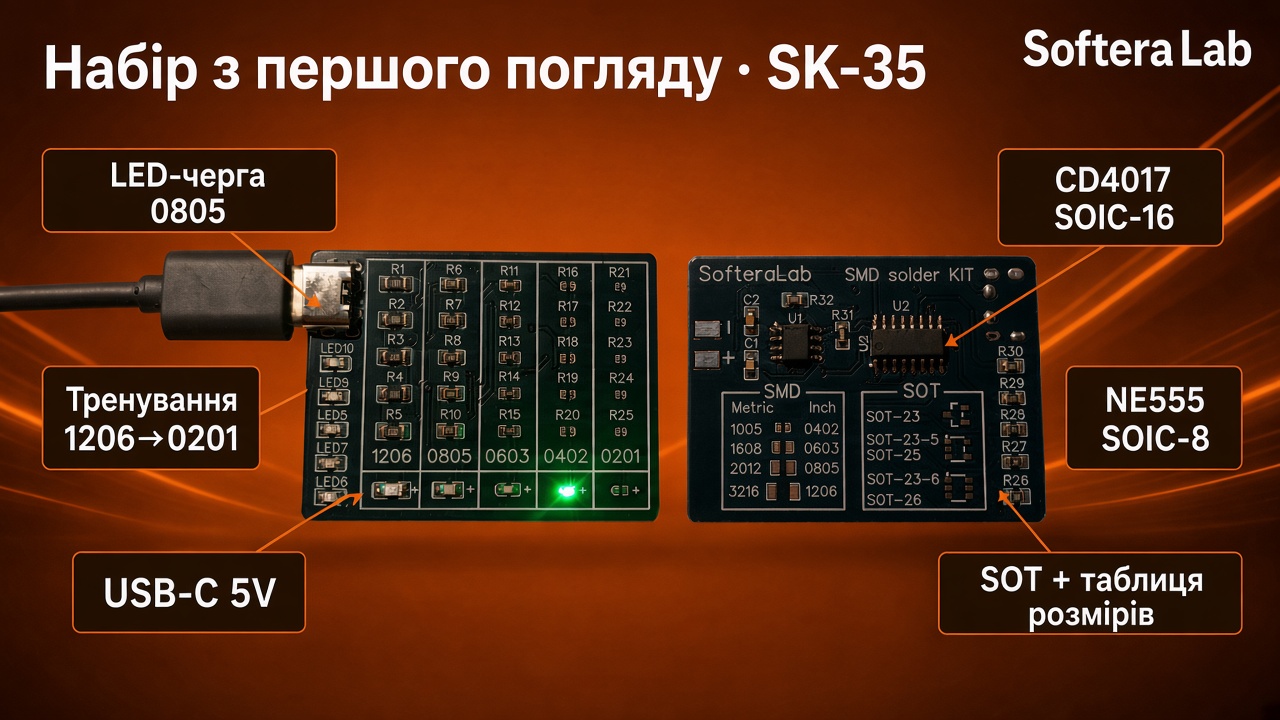 Набір з першого погляду · SK-35
Softera Lab
LED-черга
0805
CD4017
SOIC-16
Тренування
1206→0201
NE555
SOIC-8
USB-C 5V
SOT + таблиця
розмірів
R1 R6 R11 R16 R21
R2 R7 R12 R17 R22
R3 R8 R13 R18 R23
R4 R9 R14 R19 R24
R5 R10 R15 R20 R25
1206 0805 0603 0402 0201
+ + + + +
LED10
LED9
LED5
LED7
LED6
SofteraLab SMD solder KIT
C2 R32
U1 R31 U2
C1 U2
−
+
R30
R29
R28
R27
R26
SMD
Metric Inch
1005 0402
1608 0603
2012 0805
3216 1206
SOT
SOT-23
SOT-23-5
SOT-25
SOT-23-6
SOT-26